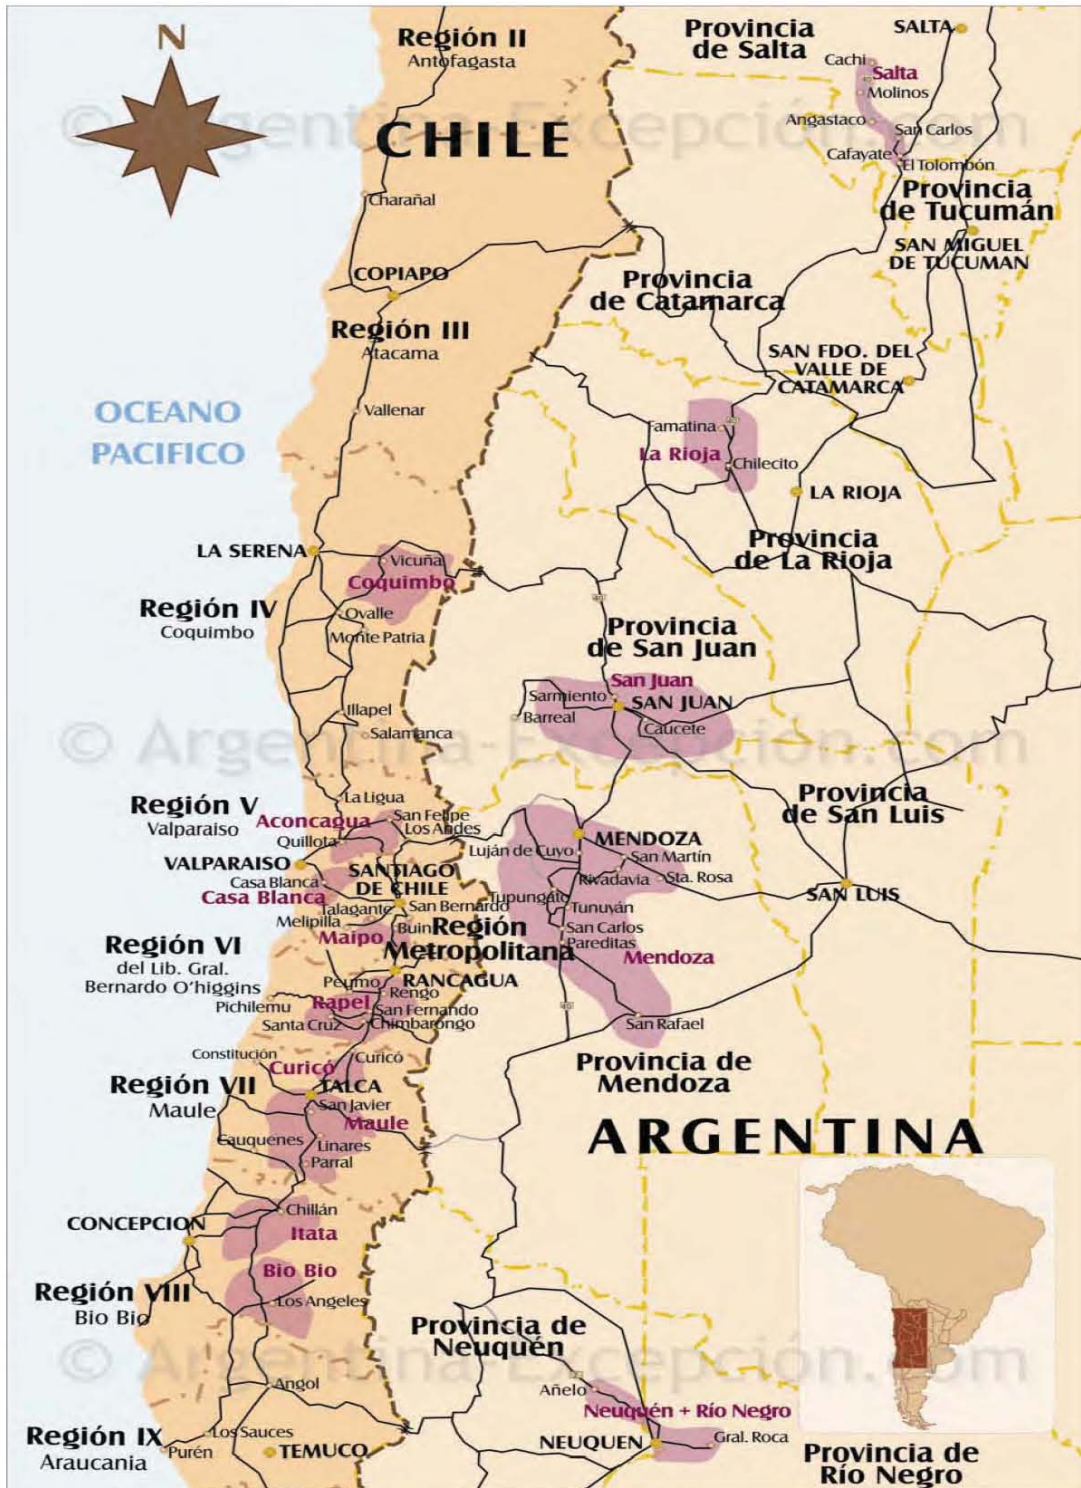 N
Región II
Antofagasta
Provincia
de Salta
SALTA
Cachi
Salta
Molinos
© Argentina-Excepción.com
Angastaco
San Carlos
CHILE
Cafayate
El Tolombón
Provincia
de Tucumán
Charañal
SAN MIGUEL
DE TUCUMAN
COPIAPO
Provincia
de Catamarca
Región III
Atacama
SAN FDO. DEL
VALLE DE
CATAMARCA
OCEANO
PACIFICO
Vallenar
Famatina
La Rioja
Chilecito
LA RIOJA
LA SERENA
Provincia
de La Rioja
Vicuña
Coquimbo
Región IV
Coquimbo
Ovalle
Monte Patria
Provincia
de San Juan
San Juan
Sarmiento
SAN JUAN
Barreal
Caucete
Illapel
Salamanca
© Argentina-Excepción.com
La Ligua
Región V
Valparaiso
Aconcagua
San Felipe
Los Andes
Quillota
Provincia
de San Luis
MENDOZA
Luján de Cuyo
San Martín
VALPARAISO
SANTIAGO
DE CHILE
Casa Blanca
Casa Blanca
Rivadavia
Sta. Rosa
Tupungato
SAN LUIS
Talagante
San Bernardo
Tunuyán
Melipilla
Buin
Maipo
Región
Metropolitana
San Carlos
Pareditas
Mendoza
Región VI
del Lib. Gral.
Bernardo O'higgins
Peumo
RANCAGUA
Rengo
Pichilemu
Rapel
San Fernando
Santa Cruz
Chimbarongo
San Rafael
Constitución
Curicó
Curicó
Provincia de
Mendoza
Región VII
Maule
TALCA
San Javier
Maule
Cauquenes
Linares
Parral
ARGENTINA
Chillán
CONCEPCION
Itata
Bio Bio
Región VIII
Bio Bio
Los Angeles
Provincia de
Neuquén
© Argentina-Excepción.com
Angol
Añelo
Neuquén + Río Negro
Región IX
Araucania
Los Sauces
Purén
TEMUCO
NEUQUEN
Gral. Roca
Provincia de
Río Negro